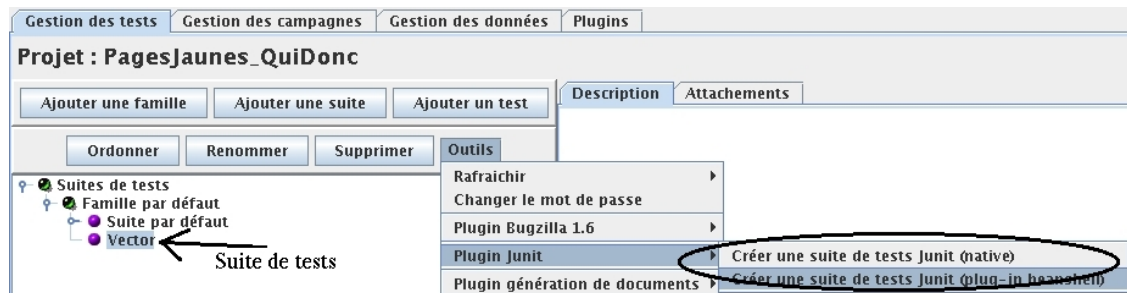 Gestion des tests Gestion des campagnes Gestion des données Plugins
Projet : PagesJaunes_QuiDonc
Ajouter une famille Ajouter une suite Ajouter un test Description Attachements
Ordonner Renommer Supprimer Outils
Suites de tests
Famille par défaut
Suite par défaut
Vector
Suite de tests
Rafraichir
Changer le mot de passe
Plugin Bugzilla 1.6
Plugin Junit
Plugin génération de documents
Créer une suite de tests Junit (native)
Créer une suite de tests Junit (plug-in beanshell)